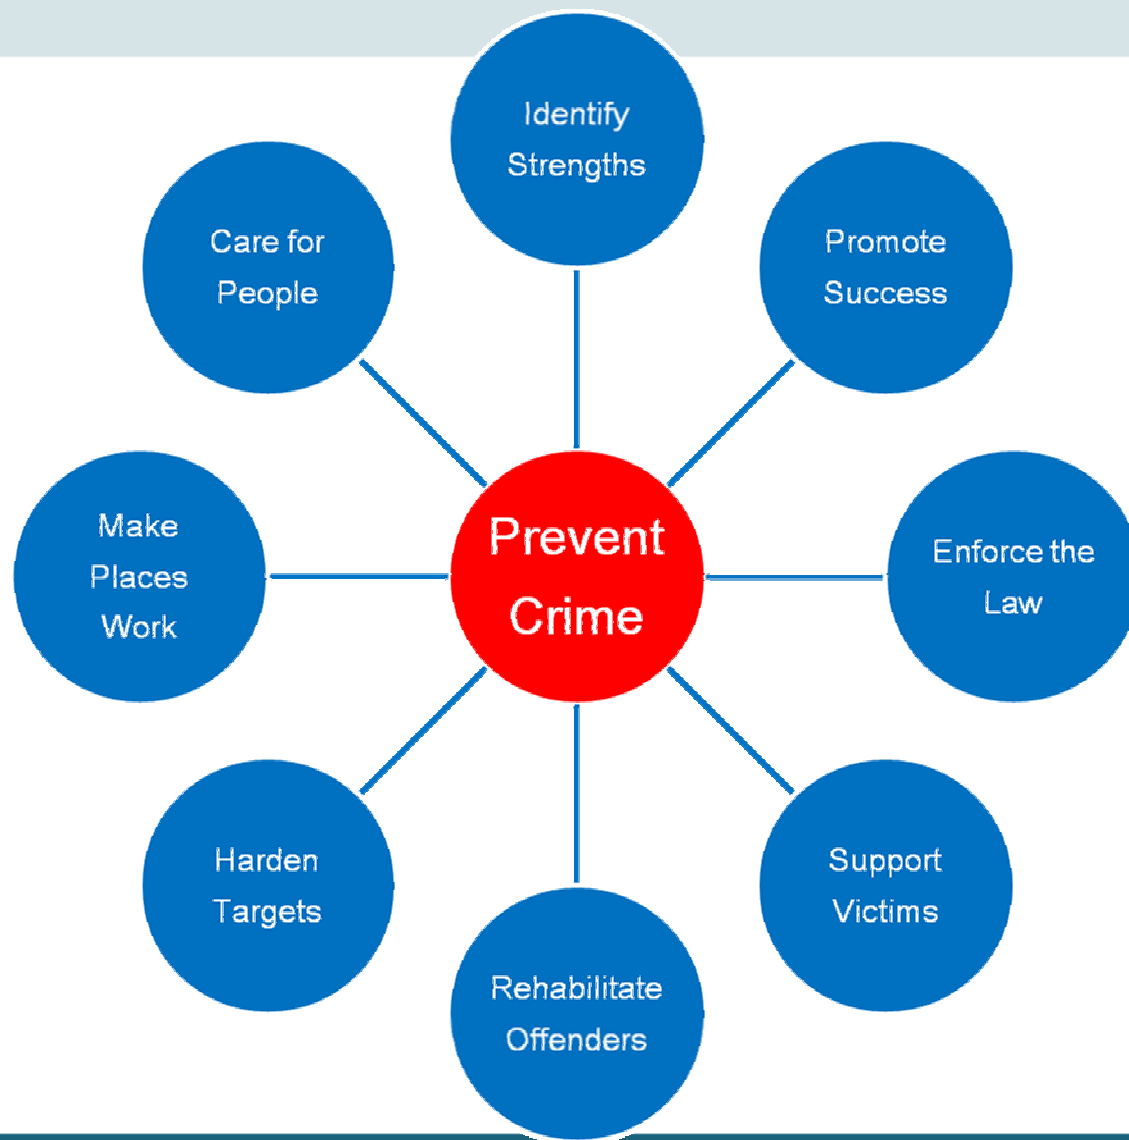 Identify
Strengths
Promote
Success
Enforce the
Law
Support
Victims
Rehabilitate
Offenders
Harden
Targets
Make
Places
Work
Care for
People
Prevent
Crime